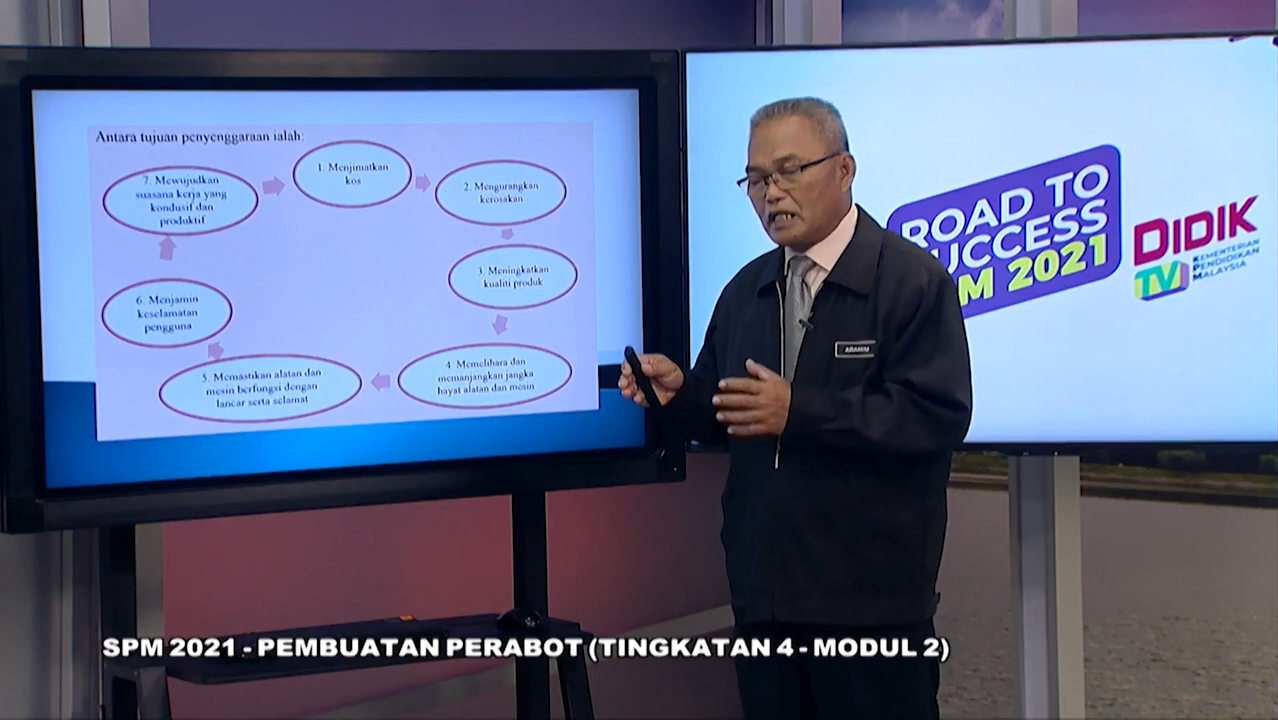 Antara tujuan penyenggaraan ialah:
1. Menjimatkan
kos
2. Mengurangkan
kerosakan
3. Meningkatkan
kualiti produk
4. Memelihara dan
memanjangkan jangka
hayat alatan dan mesin
5. Memastikan alatan dan
mesin berfungsi dengan
lancar serta selamat
6. Menjamin
keselamatan
pengguna
7. Mewujudkan
suasana kerja yang
kondusif dan
produktif
ROAD TO
UCCESS
M 2021
DIDIK
TV
KEMENTERIAN
PENDIDIKAN
MALAYSIA
SPM 2021 - PEMBUATAN PERABOT (TINGKATAN 4 - MODUL 2)